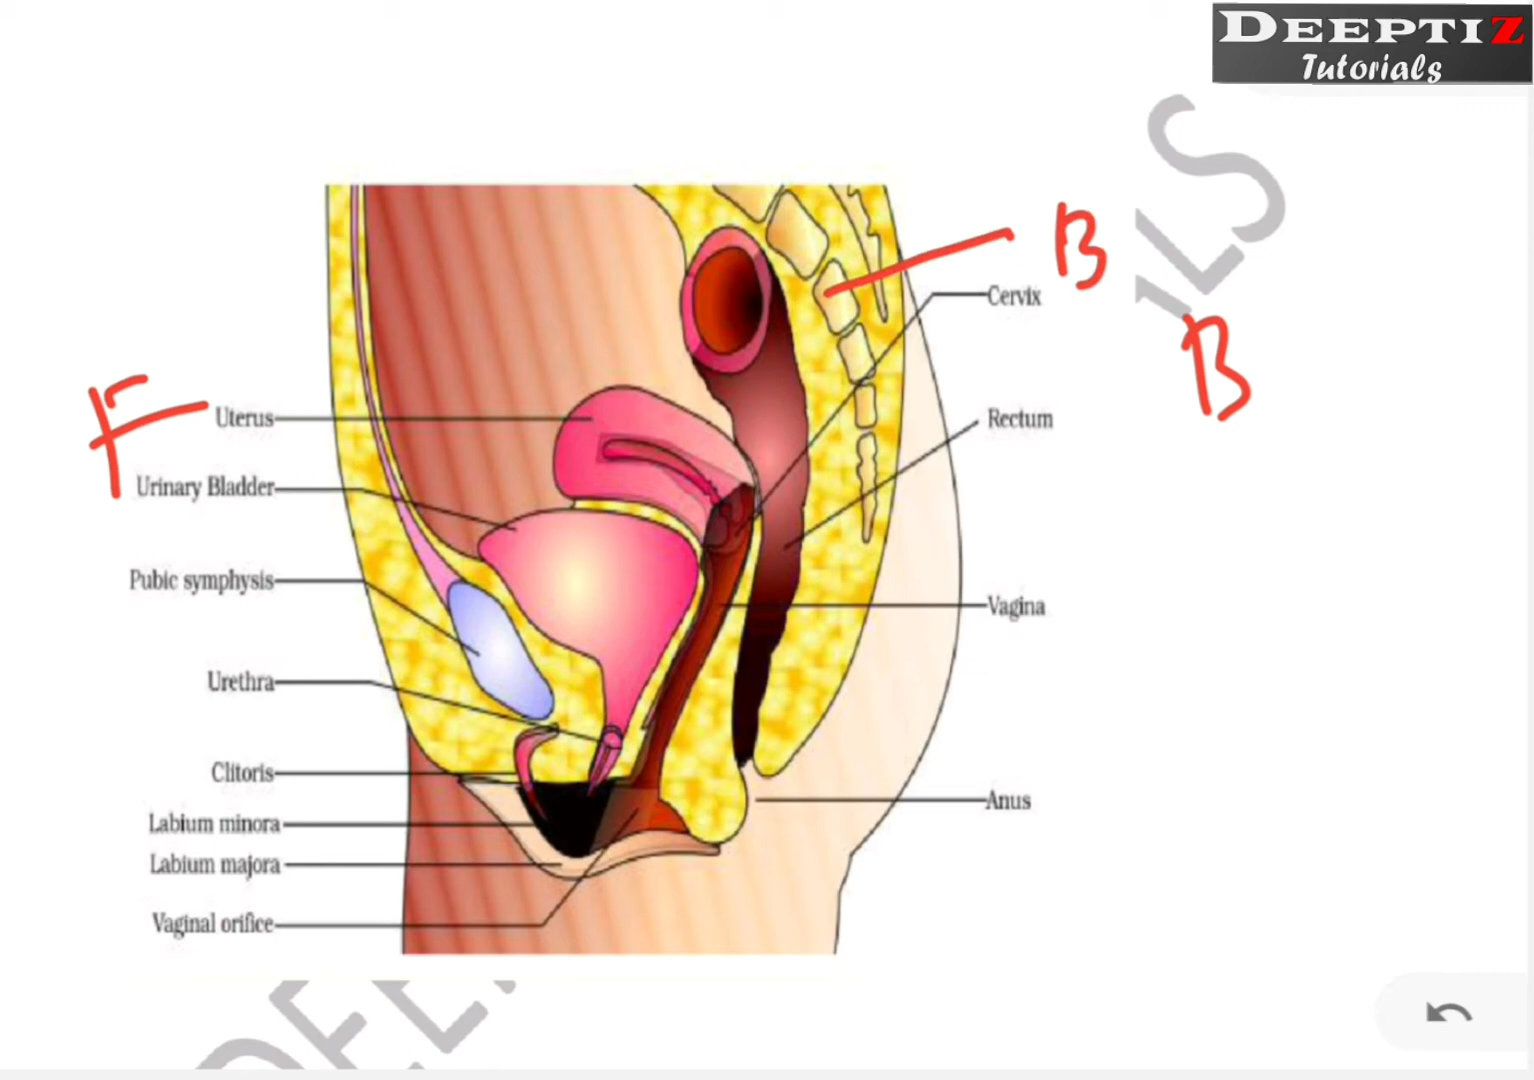 DEEPTIZ
Tutorials
B
Cervix
B
F
Uterus
Rectum
Urinary Bladder
Pubic symphysis
Vagina
Urethra
Clitoris
Anus
Labium minora
Labium majora
Vaginal orifice